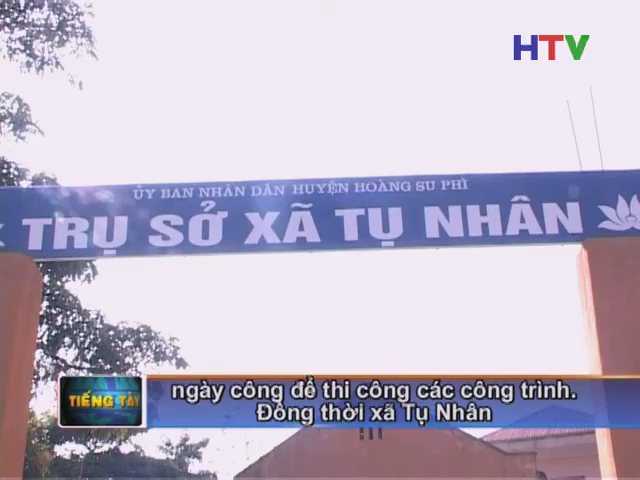 HTV
ỦY BAN NHÂN DÂN HUYỆN HOÀNG SU PHÌ
TRỤ SỞ XÃ TỤ NHÂN
TIẾNG TÀY
ngày công để thi công các công trình.
Đồng thời xã Tụ Nhân